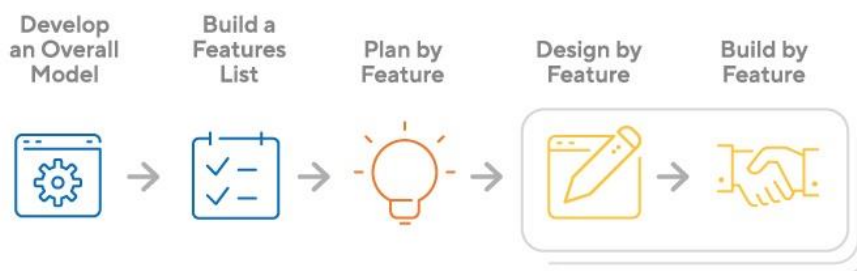 Develop
an Overall
Model
Build a
Features
List
Plan by
Feature
Design by
Feature
Build by
Feature